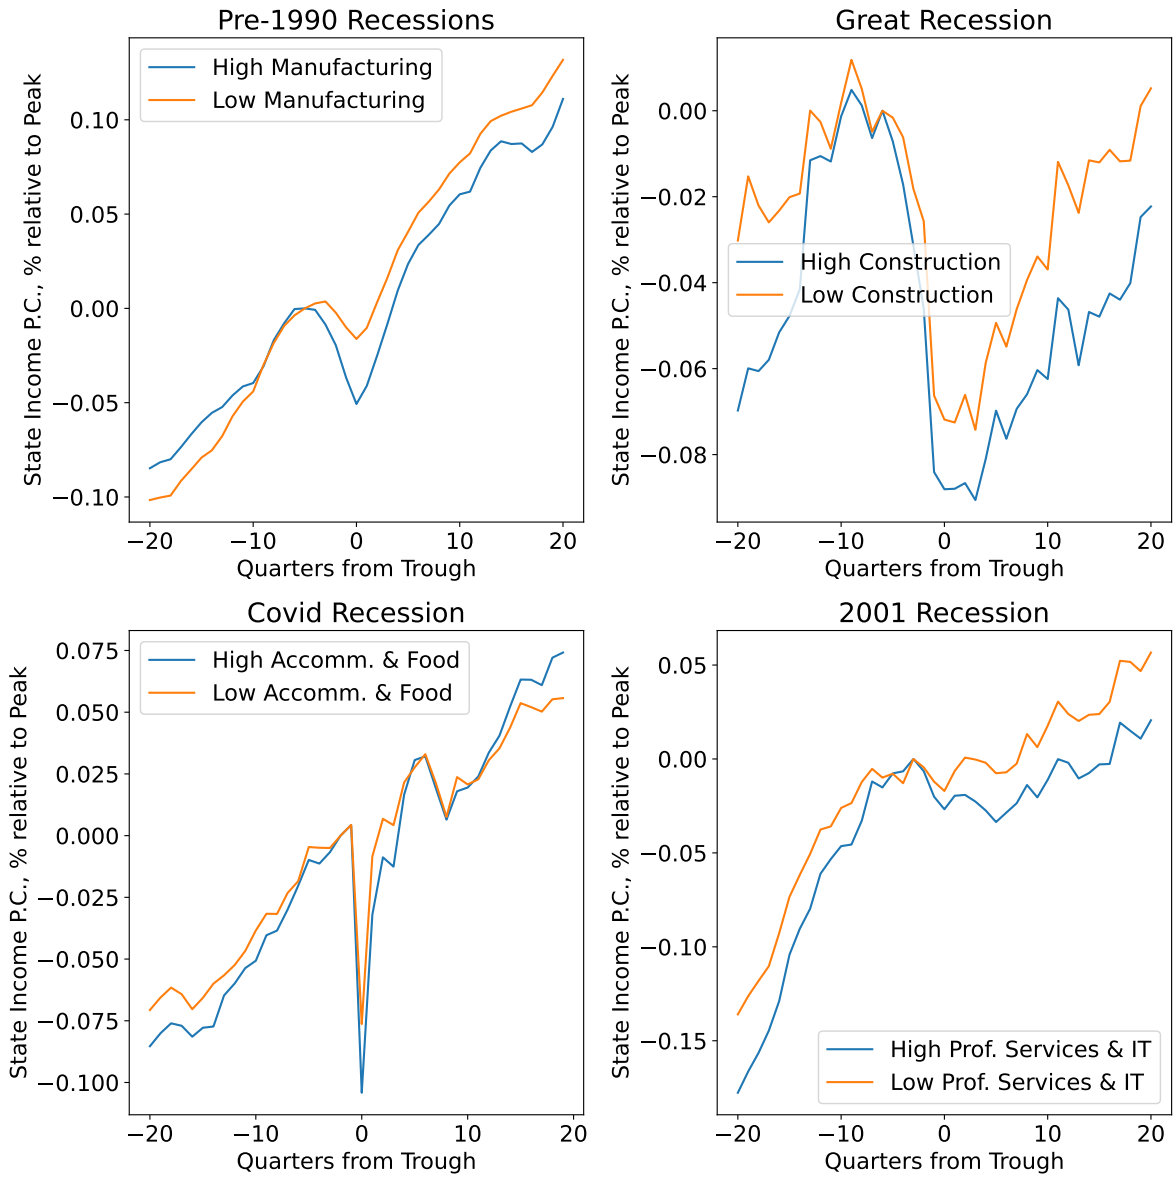 Pre-1990 Recessions
State Income P.C., % relative to Peak
High Manufacturing
Low Manufacturing
0.10
0.05
0.00
−0.05
−0.10
−20
−10
0
10
20
Quarters from Trough
Great Recession
State Income P.C., % relative to Peak
0.00
−0.02
−0.04
−0.06
−0.08
High Construction
Low Construction
−20
−10
0
10
20
Quarters from Trough
Covid Recession
State Income P.C., % relative to Peak
High Accomm. & Food
Low Accomm. & Food
0.075
0.050
0.025
0.000
−0.025
−0.050
−0.075
−0.100
−20
−10
0
10
20
Quarters from Trough
2001 Recession
State Income P.C., % relative to Peak
0.05
0.00
−0.05
−0.10
−0.15
High Prof. Services & IT
Low Prof. Services & IT
−20
−10
0
10
20
Quarters from Trough